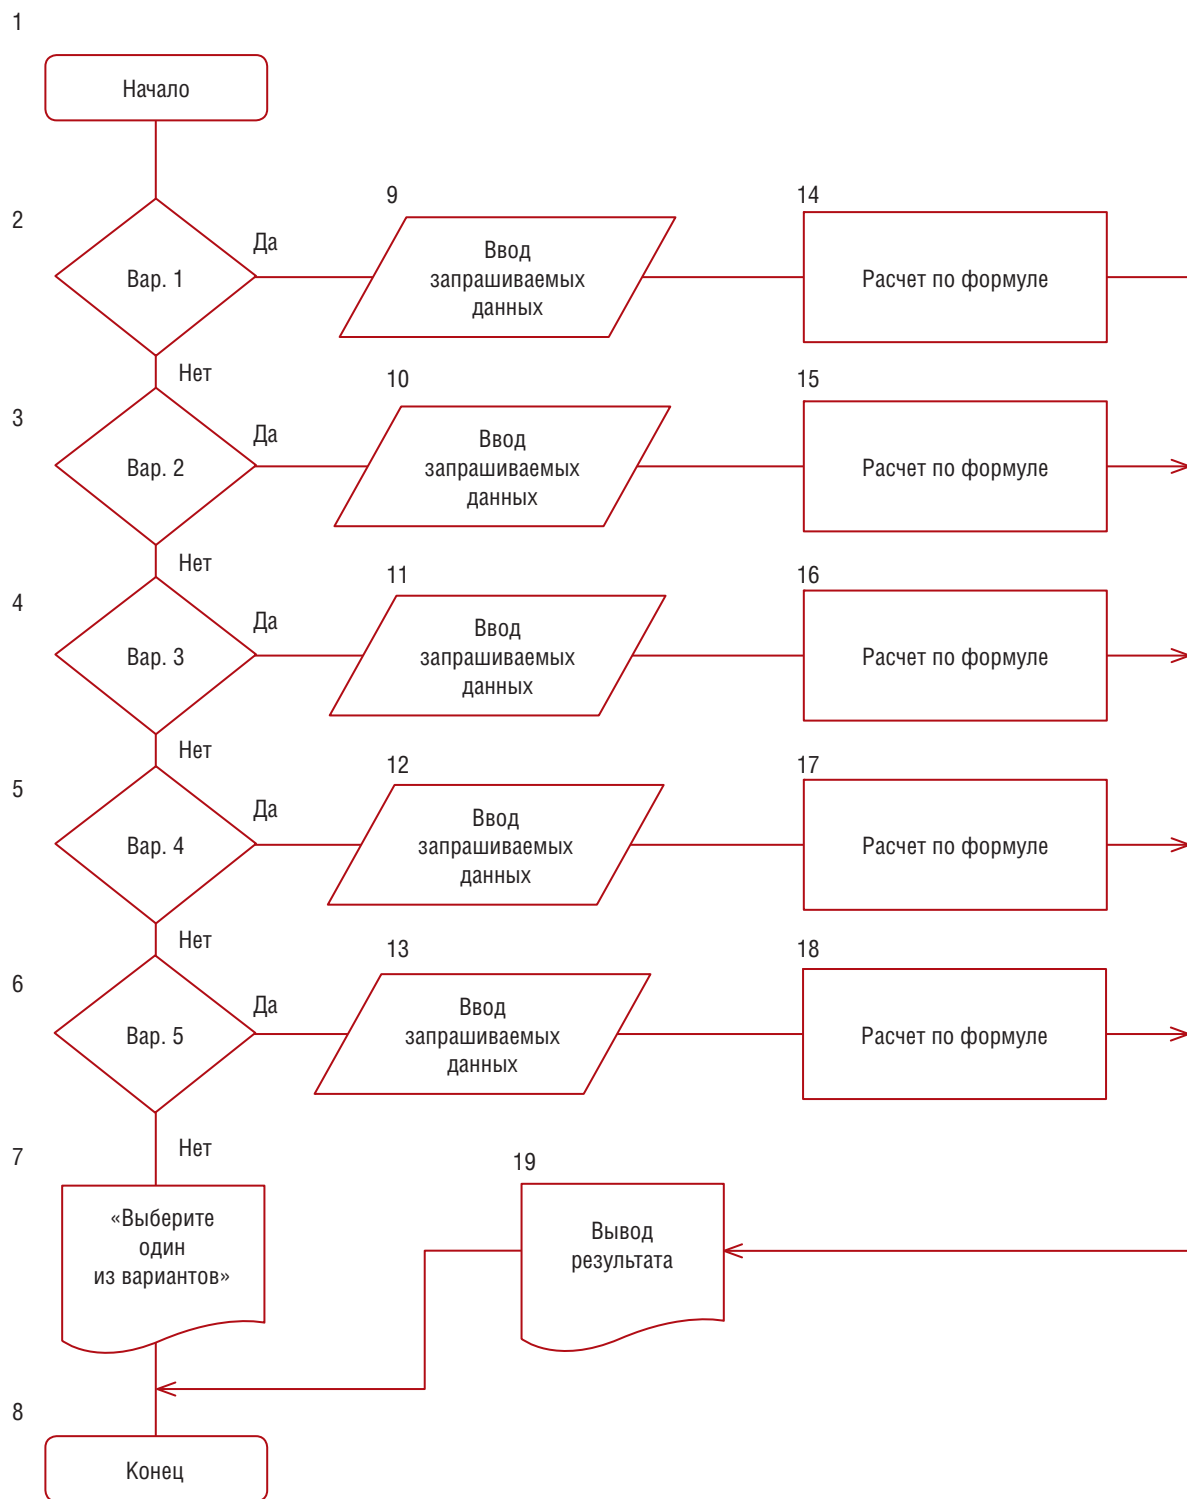 1
Начало
2
Вар. 1
Да
9
Ввод
запрашиваемых
данных
14
Расчет по формуле
Нет
3
Вар. 2
Да
10
Ввод
запрашиваемых
данных
15
Расчет по формуле
Нет
4
Вар. 3
Да
11
Ввод
запрашиваемых
данных
16
Расчет по формуле
Нет
5
Вар. 4
Да
12
Ввод
запрашиваемых
данных
17
Расчет по формуле
Нет
6
Вар. 5
Да
13
Ввод
запрашиваемых
данных
18
Расчет по формуле
Нет
7
«Выберите
один
из вариантов»
19
Вывод
результата
8
Конец